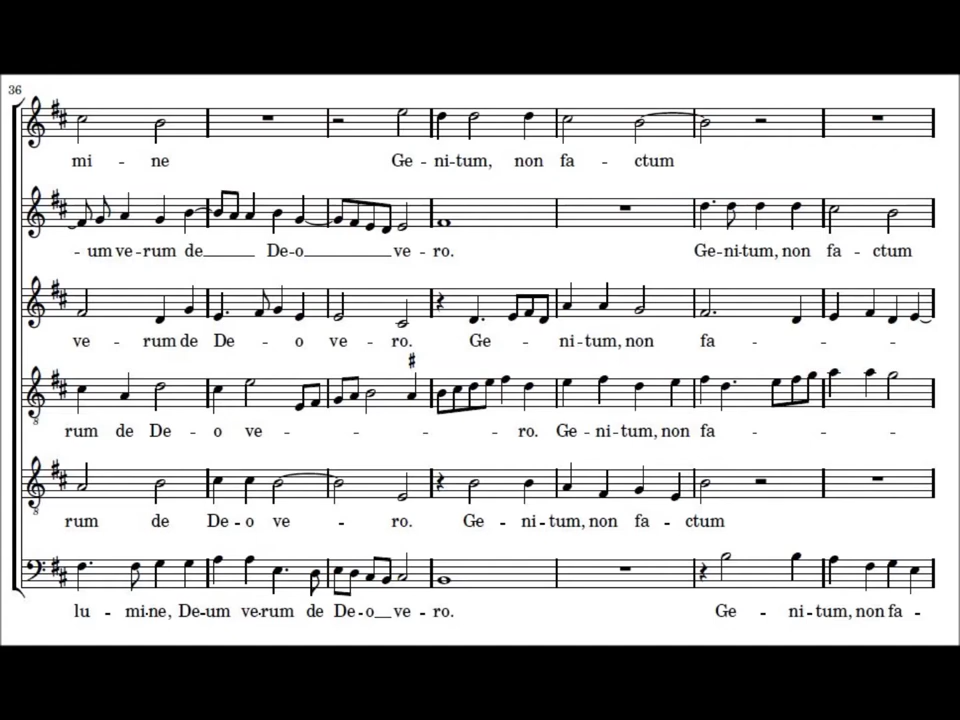 36
mi - ne Ge - ni-tum, non fa - ctum
- um ve-rum de Deo ve - ro. Ge-ni-tum, non fa - ctum
ve - rum de De - o ve - ro. Ge - ni-tum, non fa - - -
rum de De - o ve - - - - ro. Ge-ni-tum, non fa - - -
rum de De - o ve - ro. Ge - ni-tum, non fa - ctum
lu - mi-ne, De-um ve-rum de De-o ve - ro. Ge - ni-tum, non fa -